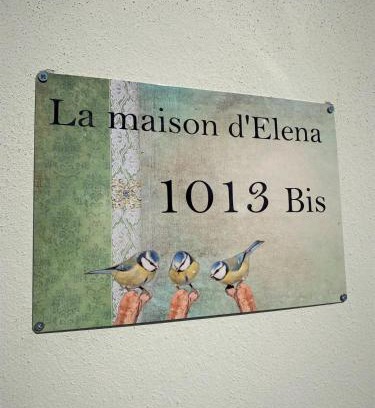 La maison d'Elena
1013 Bis